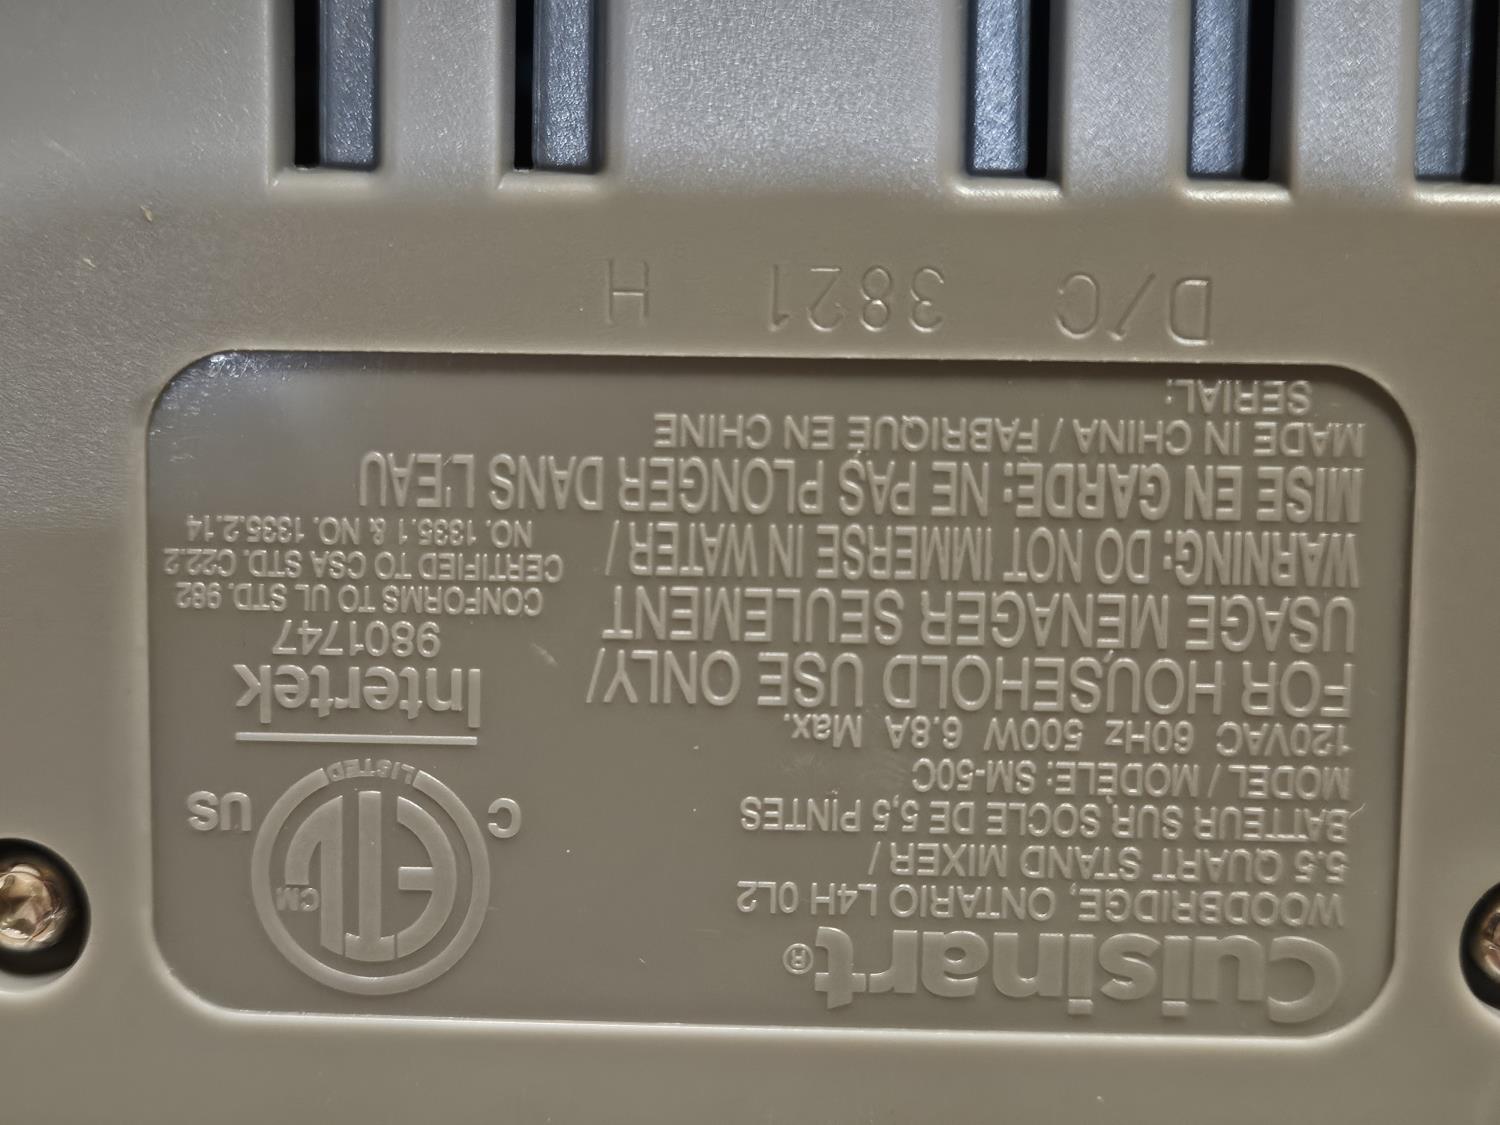 Cuisinart®
WOODBRIDGE, ONTARIO L4H 0L2
5.5 QUART STAND MIXER /
BATTEUR SUR SOCLE DE 5,5 PINTES
MODEL / MODÈLE: SM-50C
120VAC 60Hz 500W 6.8A Max.
FOR HOUSEHOLD USE ONLY/
USAGE MÉNAGER SEULEMENT
WARNING: DO NOT IMMERSE IN WATER /
MISE EN GARDE: NE PAS PLONGER DANS L'EAU
MADE IN CHINA / FABRIQUÉ EN CHINE
SERIAL:
C ETL CM US
LISTED
Intertek
9801747
CONFORMS TO UL STD. 982
CERTIFIED TO CSA STD. C22.2
NO. 1335.1 & NO. 1335.2.14
D/C 3821 H